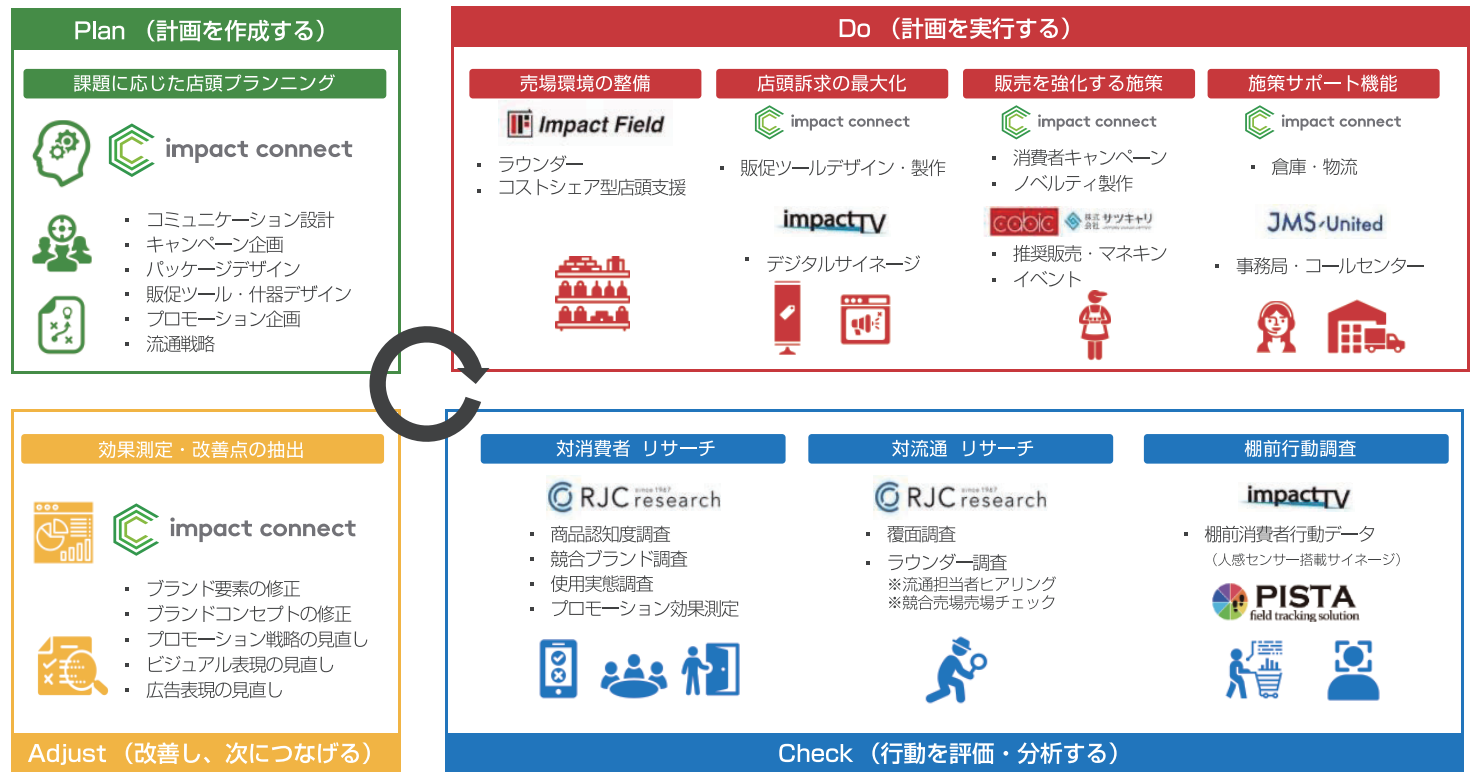 Plan （計画を作成する）
課題に応じた店頭プランニング
impact connect
▪ コミュニケーション設計
▪ キャンペーン企画
▪ パッケージデザイン
▪ 販促ツール・什器デザイン
▪ プロモーション企画
▪ 流通戦略
Do （計画を実行する）
売場環境の整備
Impact Field
▪ ラウンダー
▪ コストシェア型店頭支援
店頭訴求の最大化
impact connect
▪ 販促ツールデザイン・製作
impactTV
▪ デジタルサイネージ
販売を強化する施策
impact connect
▪ 消費者キャンペーン
▪ ノベルティ製作
cabic 株式会社 サツキャリ
▪ 推奨販売・マネキン
▪ イベント
施策サポート機能
impact connect
▪ 倉庫・物流
JMS United
▪ 事務局・コールセンター
効果測定・改善点の抽出
impact connect
▪ ブランド要素の修正
▪ ブランドコンセプトの修正
▪ プロモーション戦略の見直し
▪ ビジュアル表現の見直し
▪ 広告表現の見直し
Adjust （改善し、次につなげる）
対消費者 リサーチ
since 1967
RJC research
▪ 商品認知度調査
▪ 競合ブランド調査
▪ 使用実態調査
▪ プロモーション効果測定
対流通 リサーチ
since 1967
RJC research
▪ 覆面調査
▪ ラウンダー調査
※流通担当者ヒアリング
※競合売場売場チェック
棚前行動調査
impactTV
▪ 棚前消費者行動データ
（人感センサー搭載サイネージ）
PISTA
field tracking solution
Check （行動を評価・分析する）